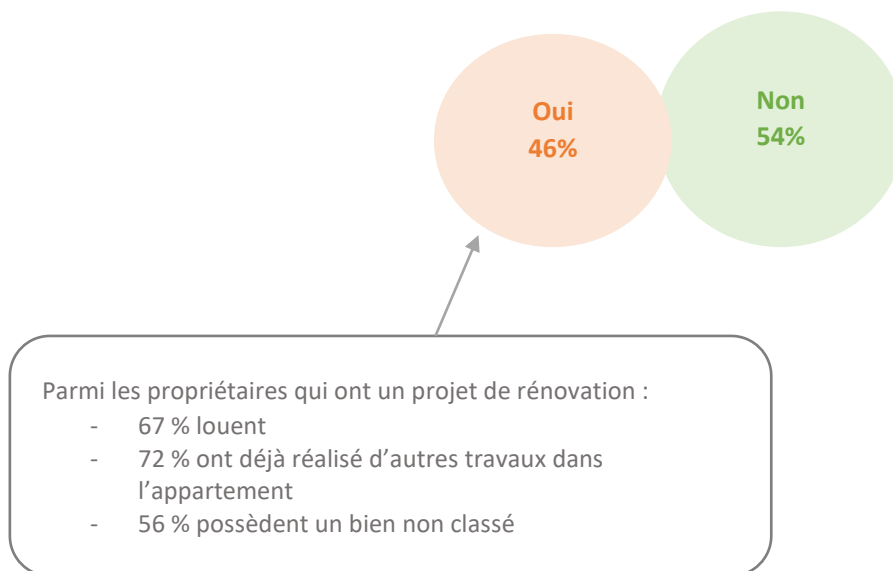 Oui
46%
Non
54%
Parmi les propriétaires qui ont un projet de rénovation :
- 67 % louent
- 72 % ont déjà réalisé d’autres travaux dans
l’appartement
- 56 % possèdent un bien non classé